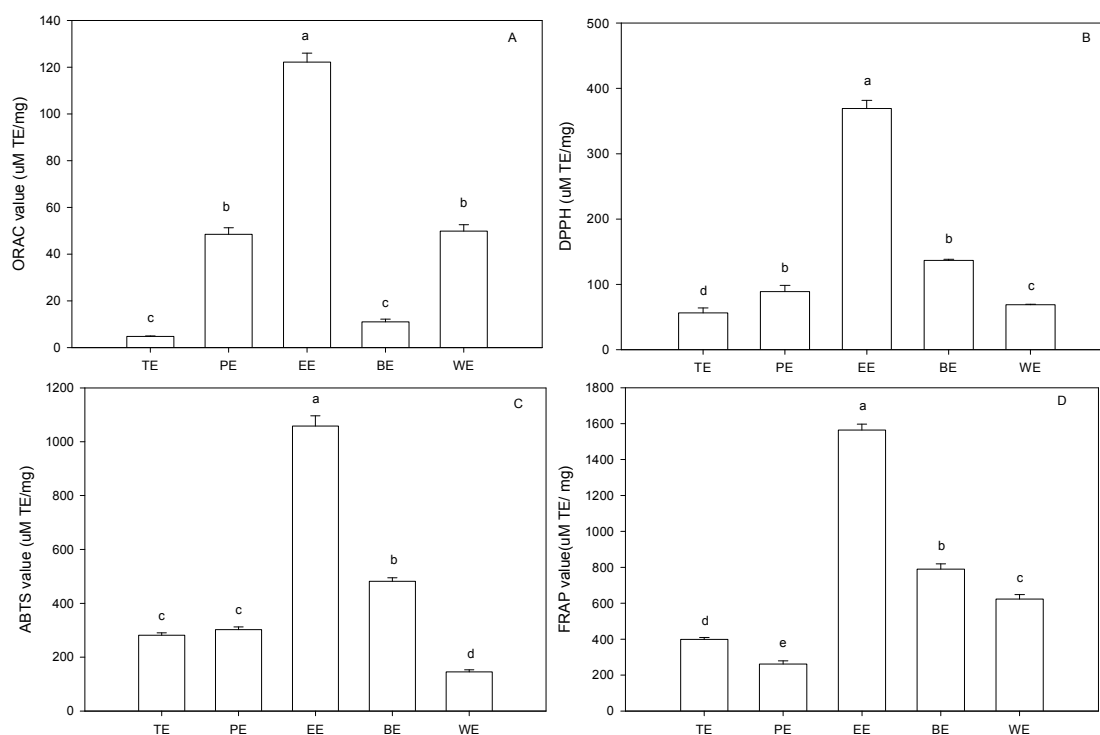 A
ORAC value (uM TE/mg)
140
120
100
80
60
40
20
0
c
b
a
c
b
TE PE EE BE WE
B
DPPH (uM TE/mg)
500
400
300
200
100
0
d
b
a
b
c
TE PE EE BE WE
C
ABTS value (uM TE/mg)
1200
1000
800
600
400
200
0
c
c
a
b
d
TE PE EE BE WE
D
FRAP value(uM TE/ mg)
1800
1600
1400
1200
1000
800
600
400
200
0
d
e
a
b
c
TE PE EE BE WE